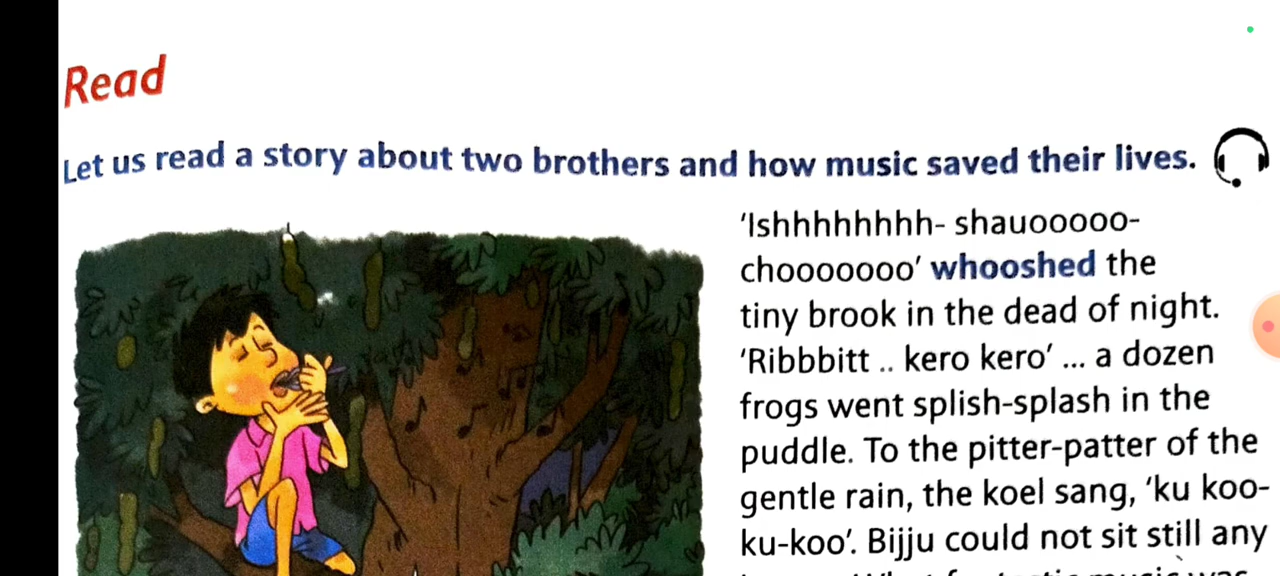 Read
Let us read a story about two brothers and how music saved their lives.
'Ishhhhhhhh- shauooooo-
chooooooo' whooshed the
tiny brook in the dead of night.
'Ribbbitt .. kero kero' ... a dozen
frogs went splish-splash in the
puddle. To the pitter-patter of the
gentle rain, the koel sang, 'ku koo-
ku-koo'. Bijju could not sit still any